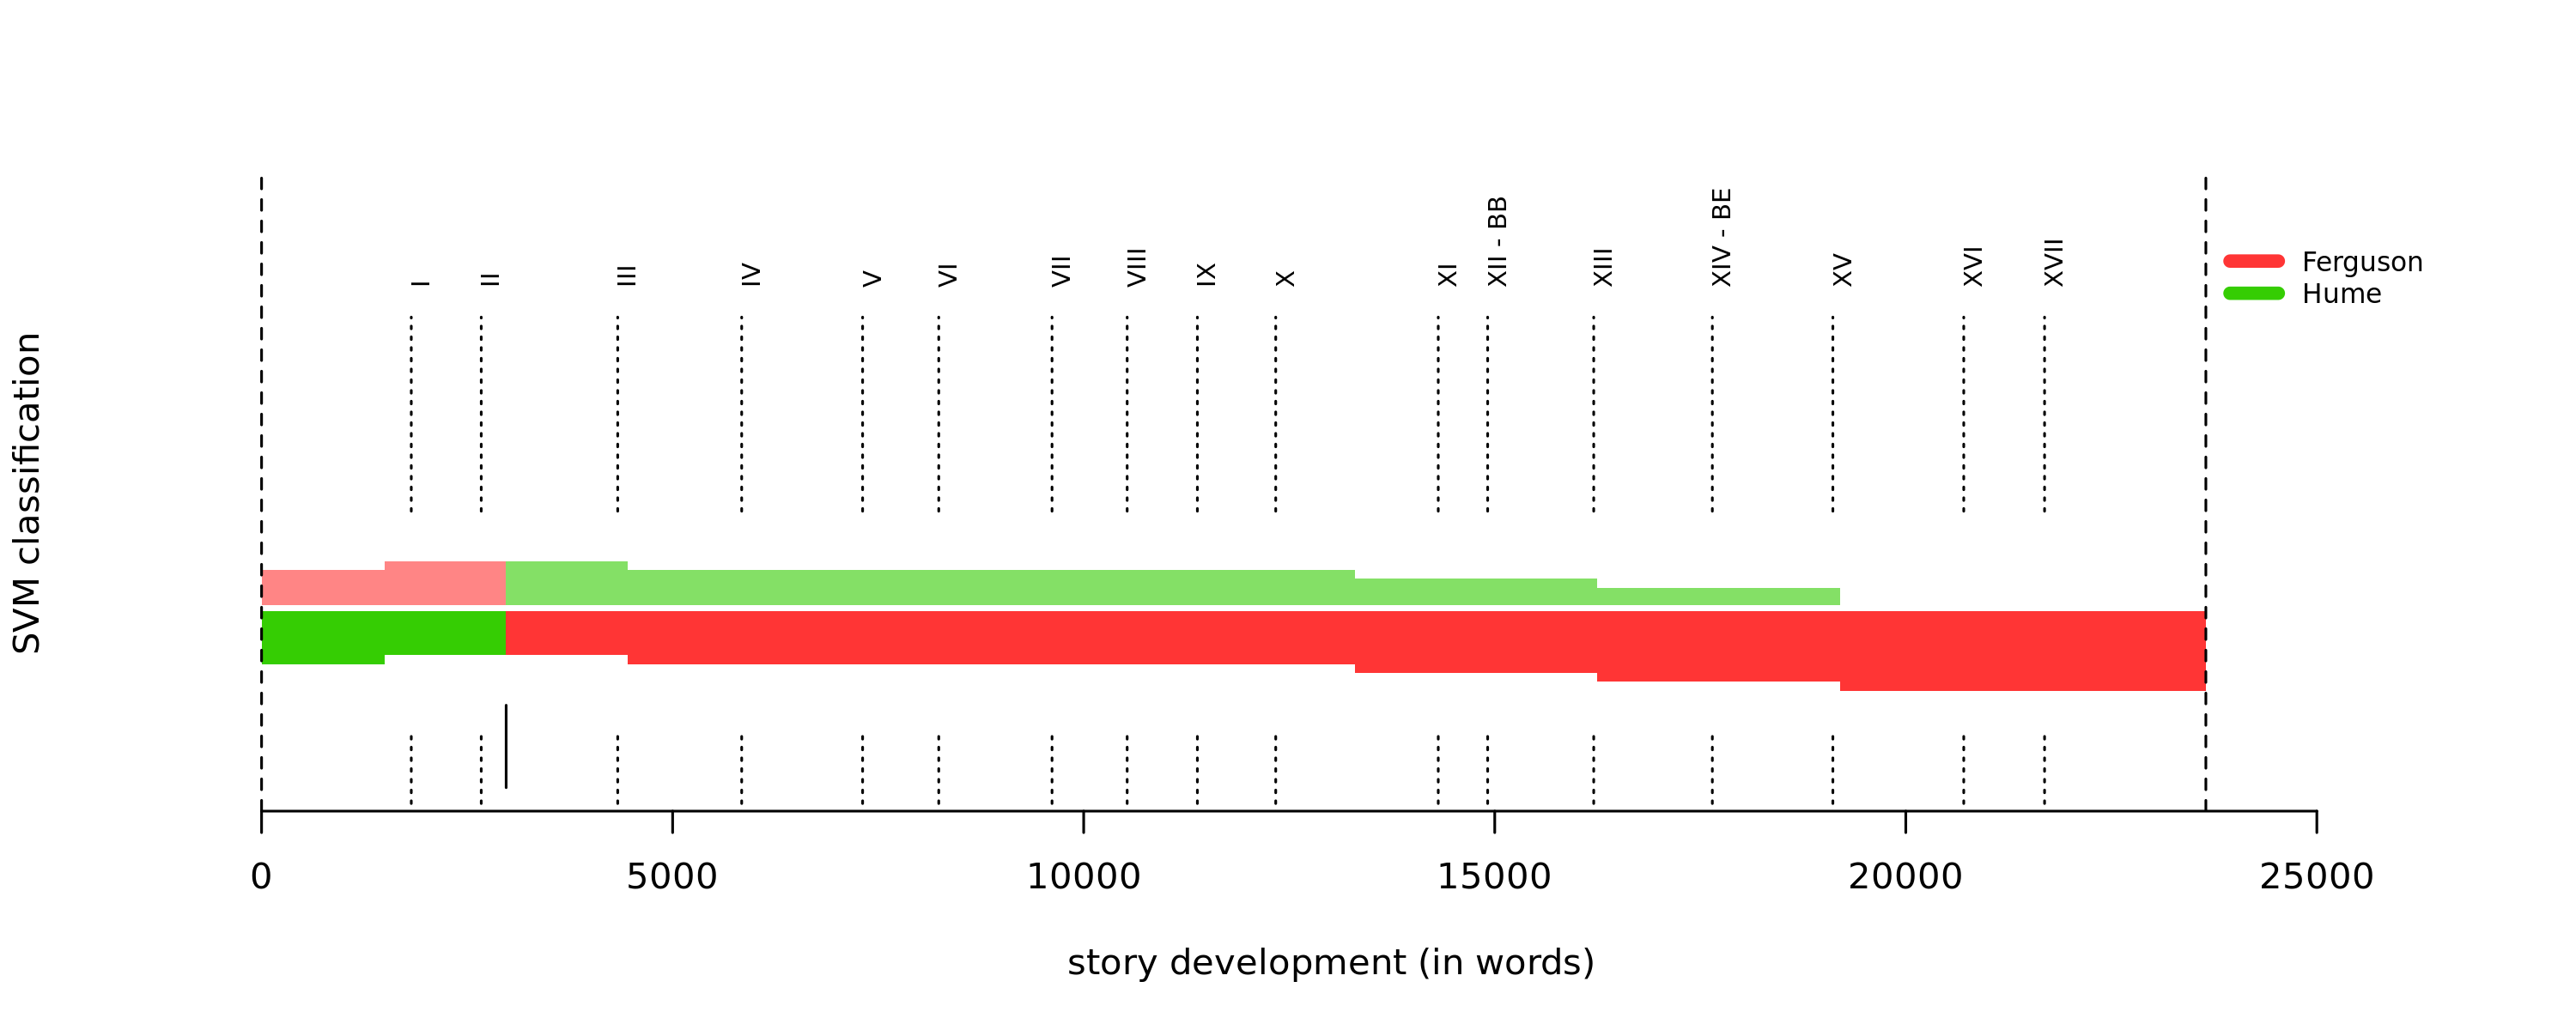 I
II
III
IV
V
VI
VII
VIII
IX
X
XI
XII - BB
XIII
XIV - BE
XV
XVI
XVII
Ferguson
Hume
SVM classification
0
5000
10000
15000
20000
25000
story development (in words)